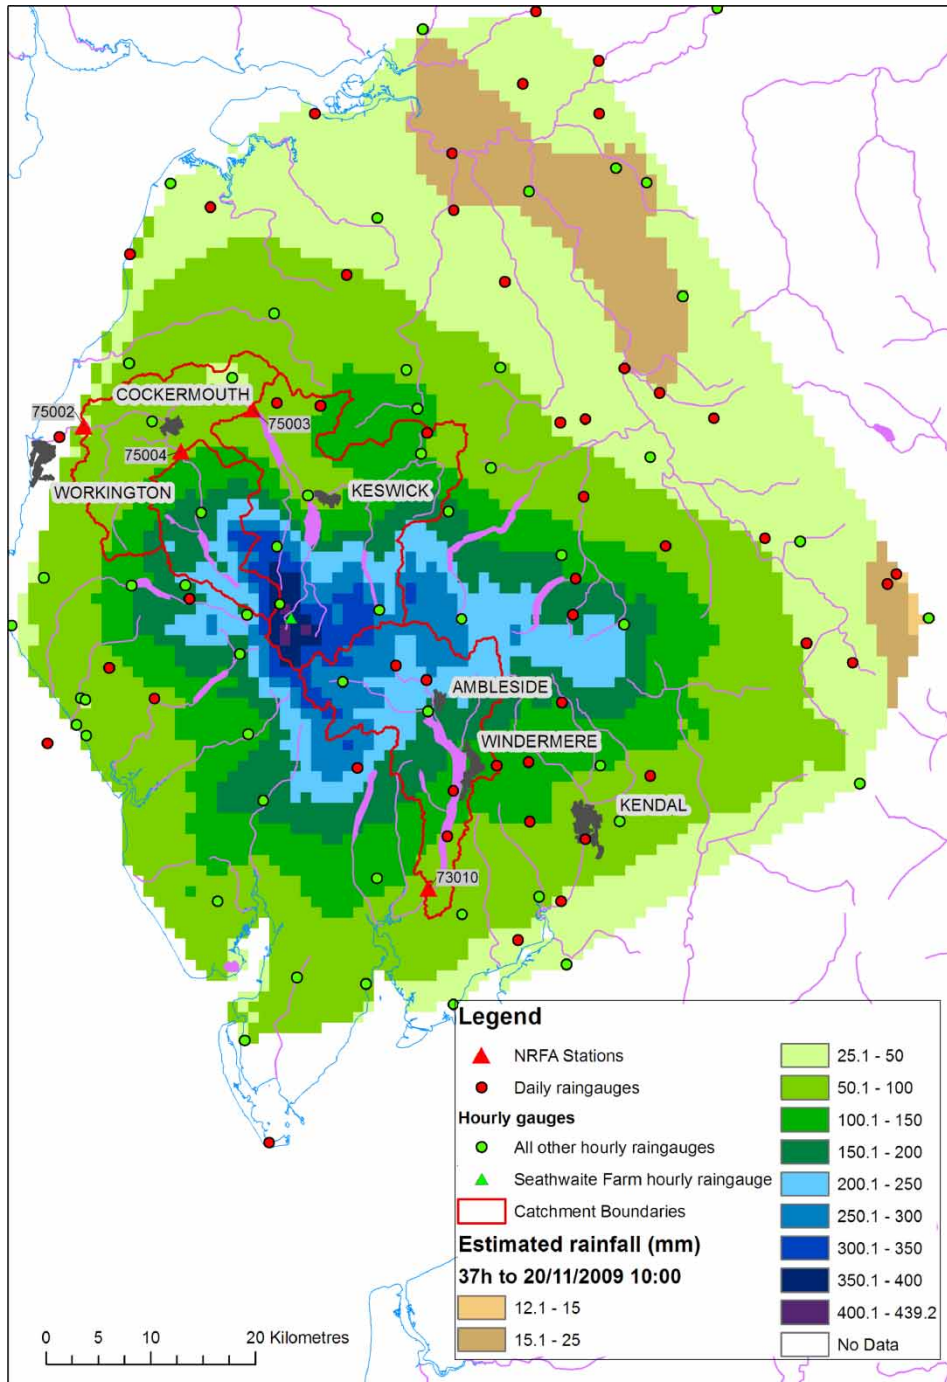 COCKERMOUTH
75002
75003
75004
WORKINGTON
KESWICK
AMBLESIDE
WINDERMERE
KENDAL
73010
Legend
NRFA Stations
Daily raingauges
Hourly gauges
All other hourly raingauges
Seathwaite Farm hourly raingauge
Catchment Boundaries
Estimated rainfall (mm)
37h to 20/11/2009 10:00
12.1 - 15
15.1 - 25
25.1 - 50
50.1 - 100
100.1 - 150
150.1 - 200
200.1 - 250
250.1 - 300
300.1 - 350
350.1 - 400
400.1 - 439.2
No Data
0 5 10 20 Kilometres